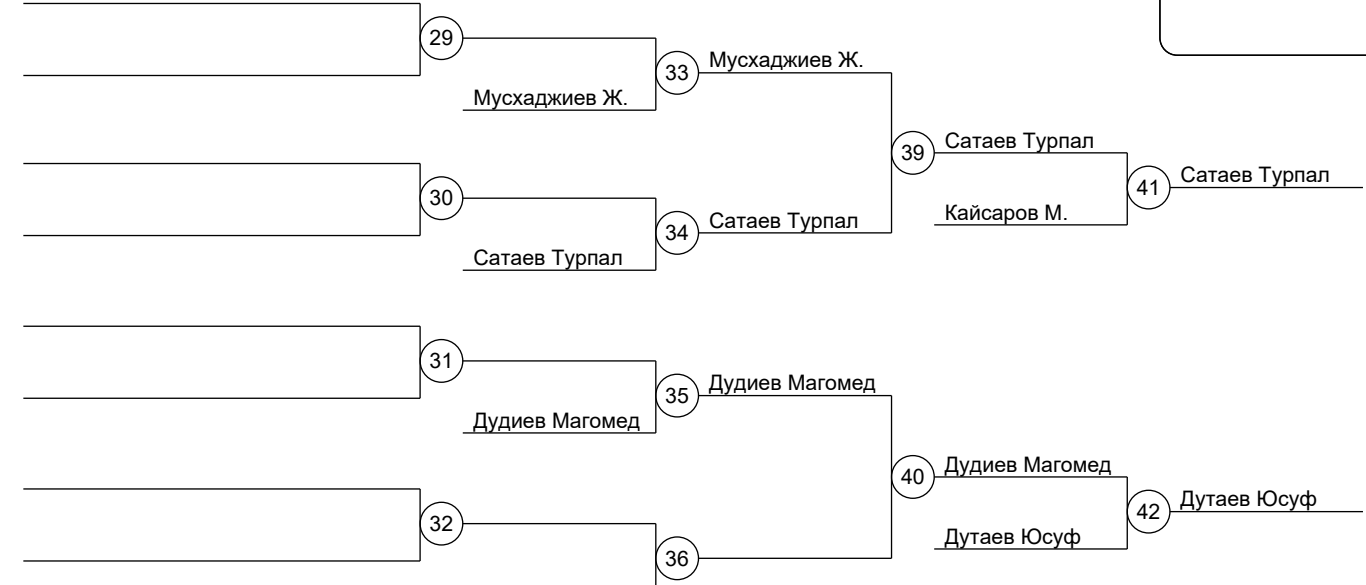 29
Мусхаджиев Ж.
33
Мусхаджиев Ж.
30
Сатаев Турпал
34
Сатаев Турпал
39
Сатаев Турпал
Кайсаров М.
41
Сатаев Турпал
31
Дудиев Магомед
35
Дудиев Магомед
32
36
40
Дудиев Магомед
Дутаев Юсуф
42
Дутаев Юсуф